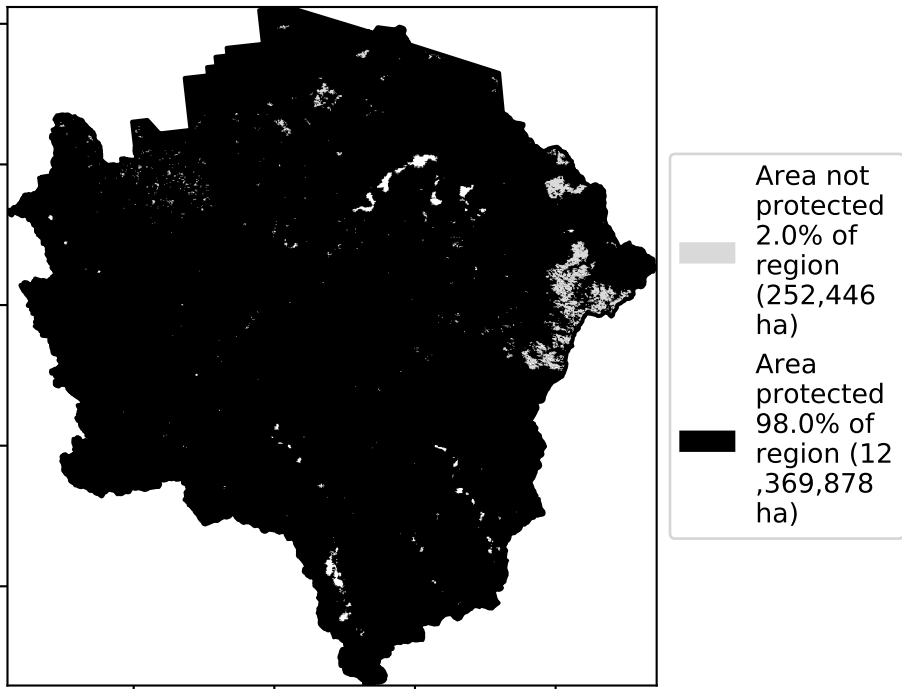 Area not
protected
2.0% of
region
(252,446
ha)
Area
protected
98.0% of
region (12
,369,878
ha)